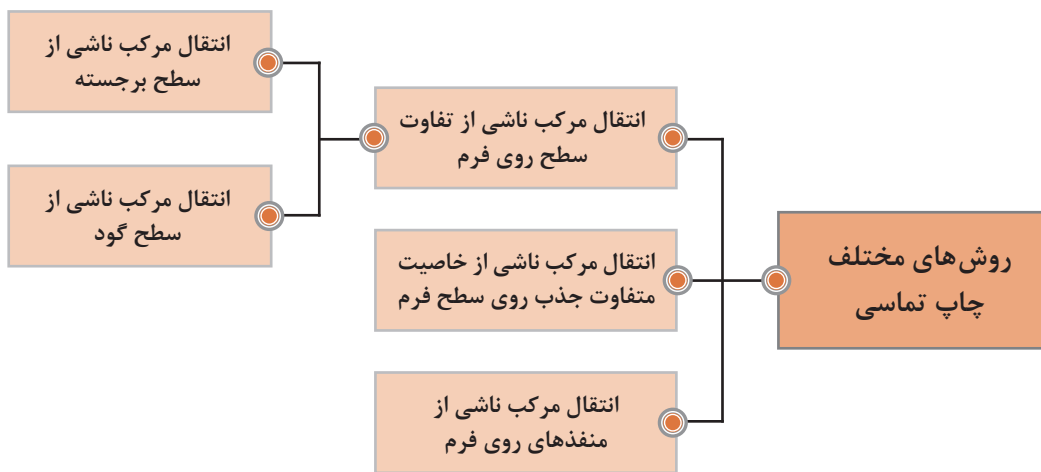 روش‌های مختلف
چاپ تماسی
انتقال مرکب ناشی از تفاوت
سطح روی فرم
انتقال مرکب ناشی از سطح برجسته
انتقال مرکب ناشی از
سطح گود
انتقال مرکب ناشی از خاصیت
متفاوت جذب روی سطح فرم
انتقال مرکب ناشی از
منفذهای روی فرم